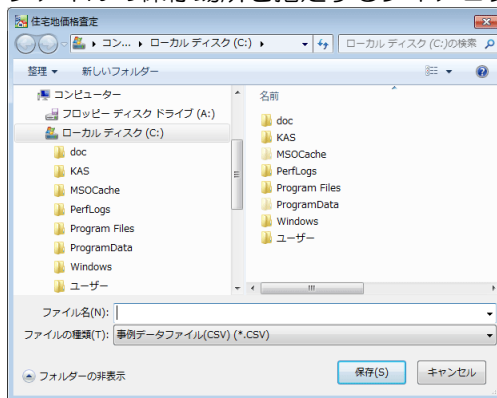 住宅地価格査定
コン... ローカル ディスク (C:) ローカル ディスク (C:)の検索
整理 新しいフォルダー
コンピューター
フロッピー ディスク ドライブ (A:)
ローカル ディスク (C:)
doc
KAS
MSOCache
PerfLogs
Program Files
ProgramData
Windows
ユーザー
名前
doc
KAS
MSOCache
PerfLogs
Program Files
ProgramData
Windows
ユーザー
ファイル名(N):
ファイルの種類(T): 事例データファイル(CSV) (*.CSV)
フォルダーの非表示 保存(S) キャンセル